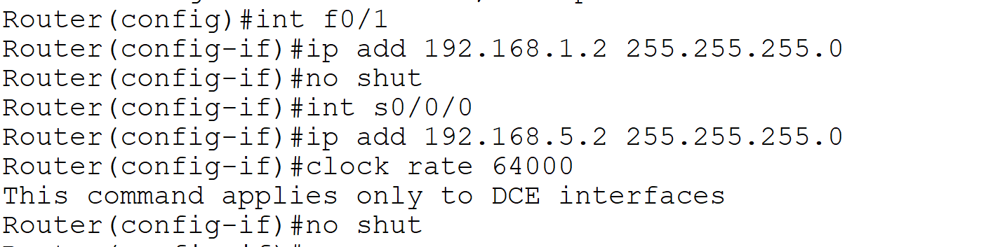 Router(config)#int f0/1
Router(config-if)#ip add 192.168.1.2 255.255.255.0
Router(config-if)#no shut
Router(config-if)#int s0/0/0
Router(config-if)#ip add 192.168.5.2 255.255.255.0
Router(config-if)#clock rate 64000
This command applies only to DCE interfaces
Router(config-if)#no shut